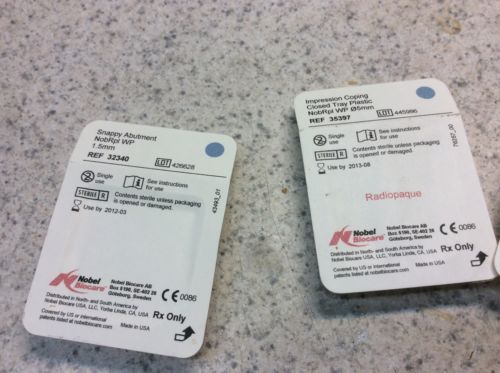 Snappy Abutment
NobRpl WP
1.5mm
REF 32340
LOT 426628
Single use
See instructions for use
STERILE R
Contents sterile unless packaging is opened or damaged.
Use by 2012-03
43493_01
Nobel Biocare™
Nobel Biocare AB
Box 5190, SE-402 26
Göteborg, Sweden
CE 0086
Distributed in North- and South America by
Nobel Biocare USA, LLC, Yorba Linda, CA, USA
Rx Only
Covered by US or international
patents listed at nobelbiocare.com
Made in USA
Impression Coping
Closed Tray Plastic
NobRpl WP Ø5mm
REF 35397
LOT 445986
Single use
See instructions for use
STERILE R
Contents sterile unless packaging is opened or damaged.
Use by 2013-08
Radiopaque
Nobel Biocare™
Nobel Biocare AB
Box 5190, SE-402 26
Göteborg, Sweden
CE 0086
Distributed in North- and South America by
Nobel Biocare USA, LLC, Yorba Linda, CA, USA
Rx Only
Covered by US or international
patents listed at nobelbiocare.com
Made in USA